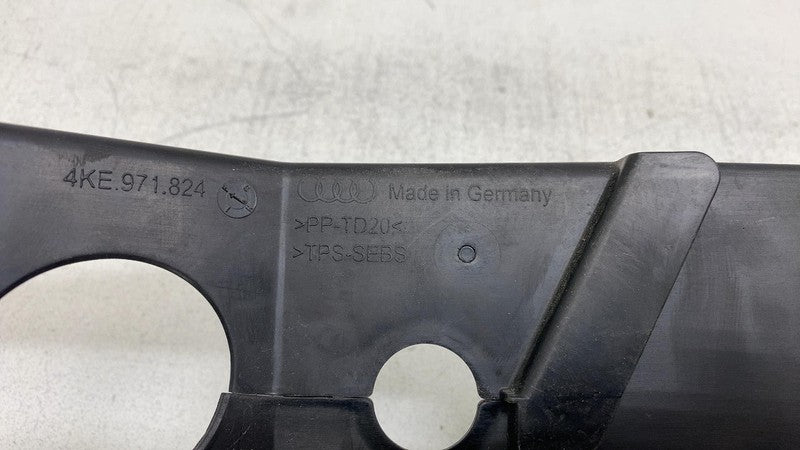 4KE.971.824
Made in Germany
>PP-TD20<
>TPS-SEBS